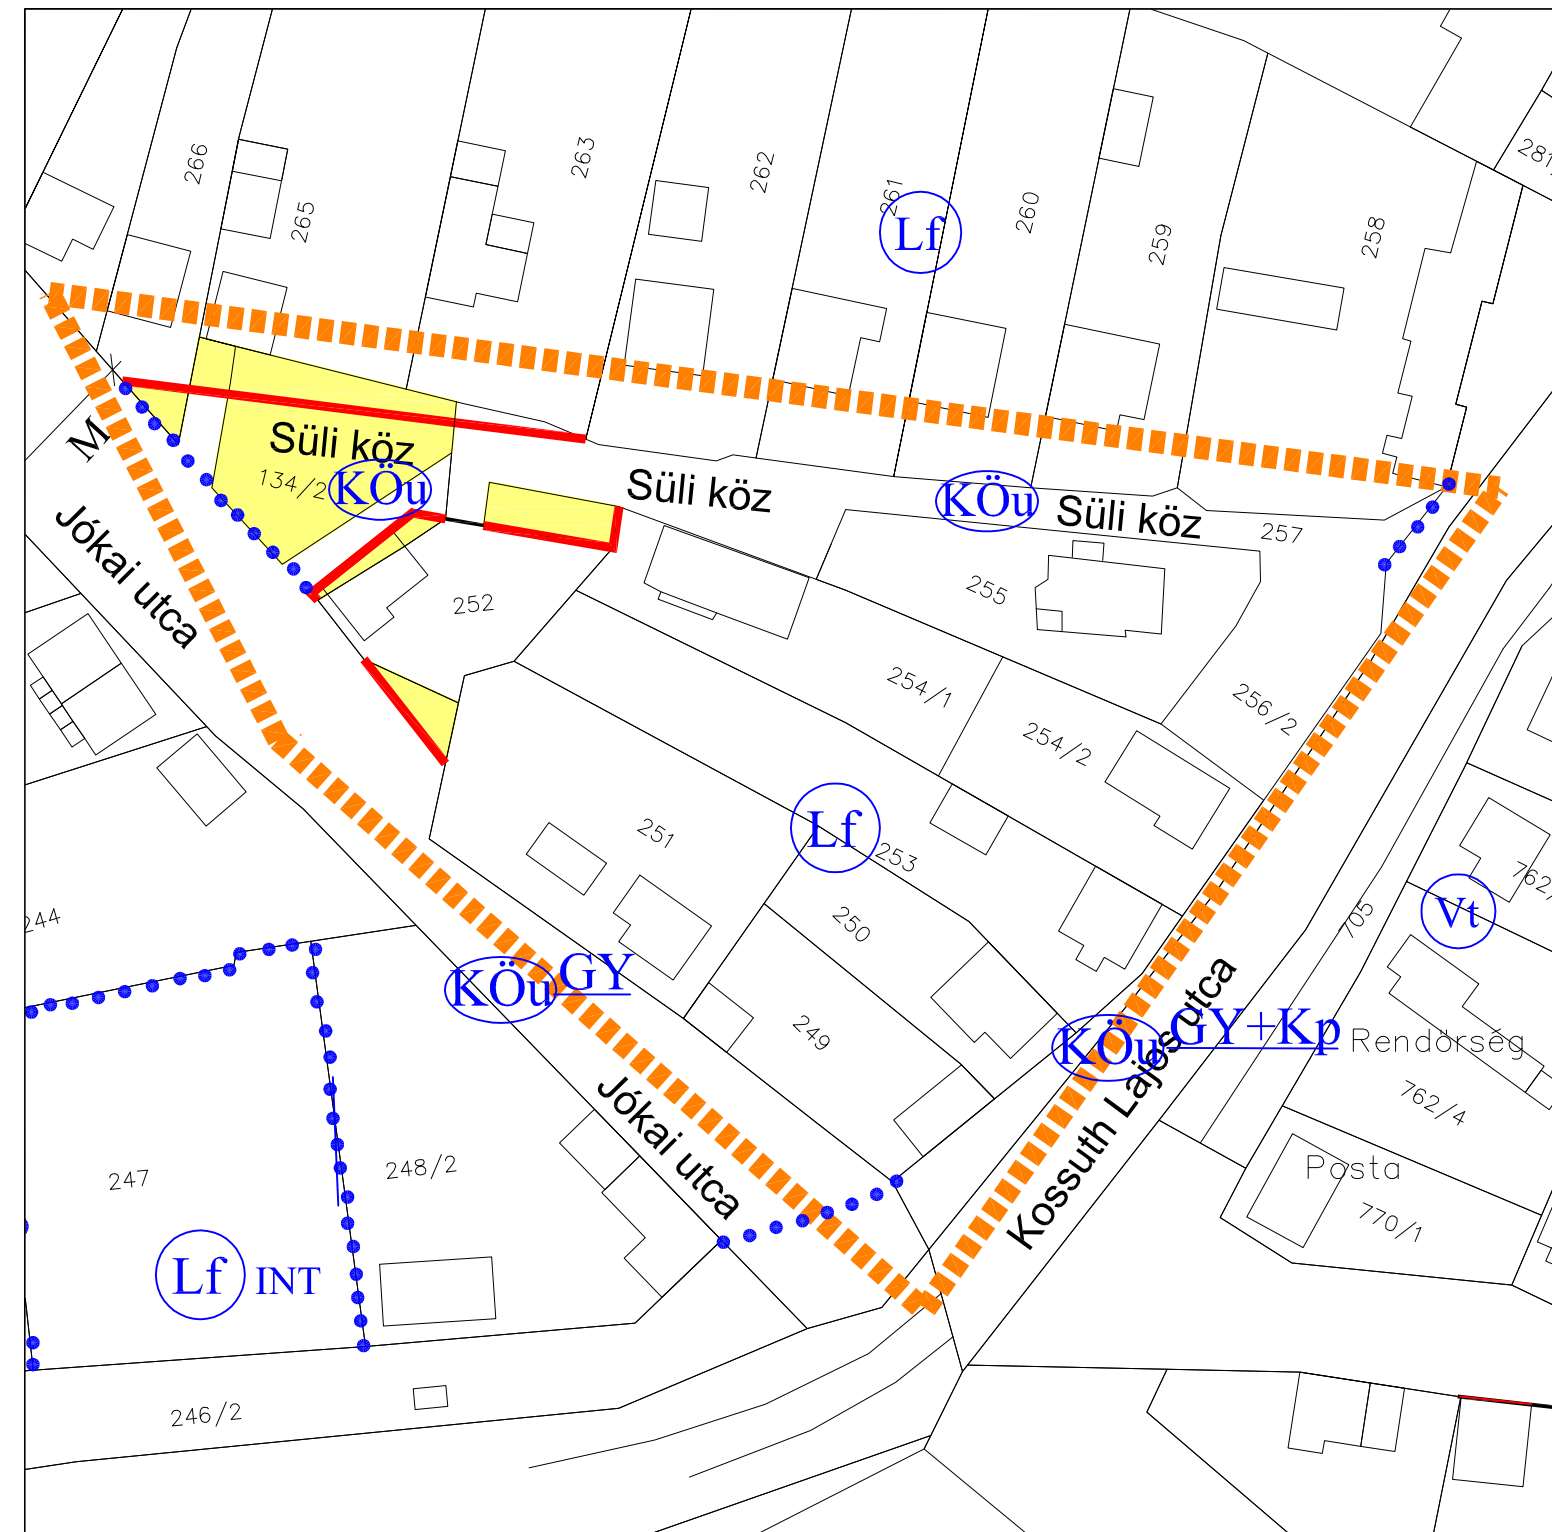 266
265
263
262
261
Lf
260
259
258
281
M
Süli köz
134/2
KÖu
Süli köz
KÖu
Süli köz
257
Jókai utca
252
255
254/1
256/2
254/2
251
Lf
253
250
705
Vt
762/
244
KÖu GY
249
KÖu GY+Kp
Rendörség
Kossuth Lajos utca
Jókai utca
762/4
247
248/2
Posta
770/1
Lf INT
246/2